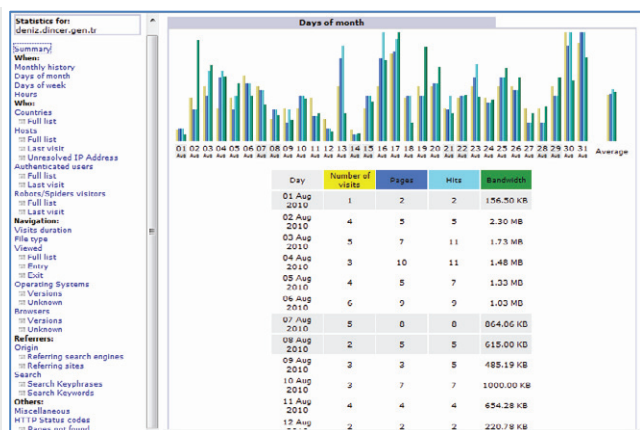 Statistics for:
deniz.dincer.gen.tr
Summary
When:
Monthly history
Days of month
Days of week
Hours
Who:
Countries
Full list
Hosts
Full list
Last visit
Unresolved IP Address
Authenticated users
Full list
Last visit
Robots/Spiders visitors
Full list
Last visit
Navigation:
Visits duration
File type
Viewed
Full list
Entry
Exit
Operating Systems
Versions
Unknown
Browsers
Versions
Unknown
Referrers:
Origin
Referring search engines
Referring sites
Search
Search Keyphrases
Search Keywords
Others:
Miscellaneous
HTTP Status codes
Pages not found
Days of month
01 02 03 04 05 06 07 08 09 10 11 12 13 14 15 16 17 18 19 20 21 22 23 24 25 26 27 28 29 30 31
Aug Aug Aug Aug Aug Aug Aug Aug Aug Aug Aug Aug Aug Aug Aug Aug Aug Aug Aug Aug Aug Aug Aug Aug Aug Aug Aug Aug Aug Aug Aug Average
Day Number of visits Pages Hits Bandwidth
01 Aug 2010 1 2 2 156.50 KB
02 Aug 2010 4 5 5 2.30 MB
03 Aug 2010 5 7 11 1.73 MB
04 Aug 2010 3 10 11 1.48 MB
05 Aug 2010 4 5 7 1.33 MB
06 Aug 2010 6 9 9 1.03 MB
07 Aug 2010 5 8 8 864.06 KB
08 Aug 2010 2 5 5 615.00 KB
09 Aug 2010 3 3 5 485.19 KB
10 Aug 2010 3 7 7 1000.00 KB
11 Aug 2010 4 4 4 654.28 KB
12 Aug 2 2 2 220.78 KB